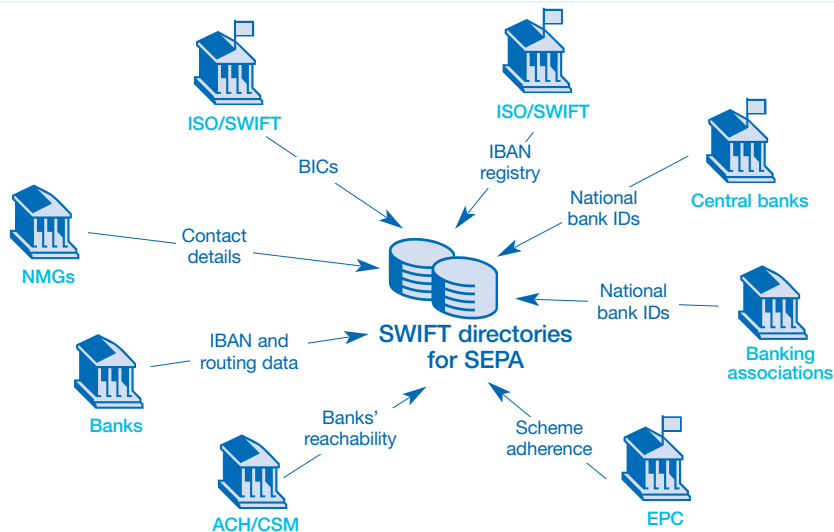 ISO/SWIFT
ISO/SWIFT
BICs
IBAN
registry
Central banks
National
bank IDs
NMGs
Contact
details
National
bank IDs
SWIFT directories
for SEPA
Banking
associations
IBAN and
routing data
Banks
Banks'
reachability
Scheme
adherence
ACH/CSM
EPC